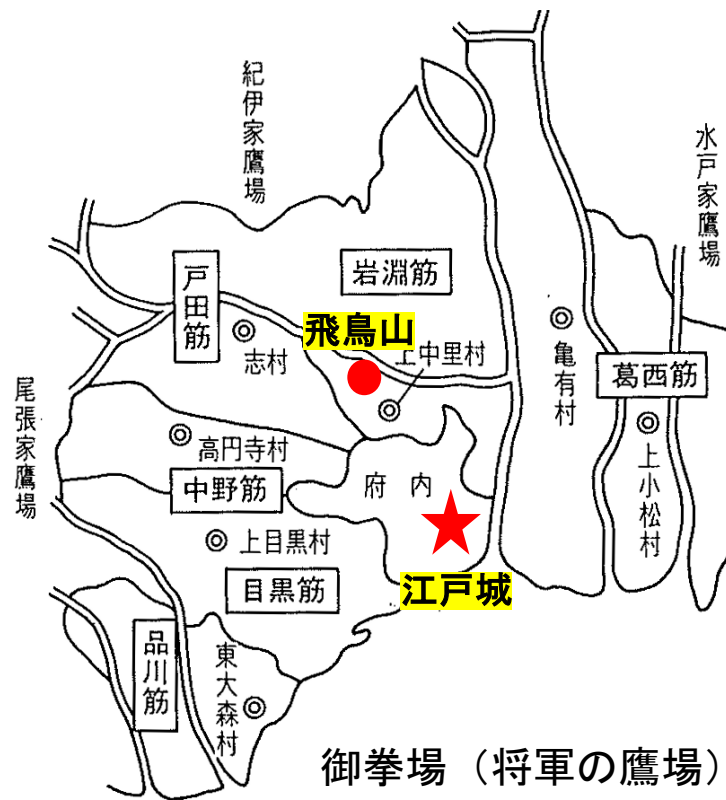 紀伊家鷹場
水戸家鷹場
戸田筋
岩淵筋
飛鳥山
志村
上中里村
亀有村
葛西筋
尾張家鷹場
高円寺村
上小松村
中野筋
府内
上目黒村
江戸城
目黒筋
品川筋
東大森村
御拳場（将軍の鷹場）